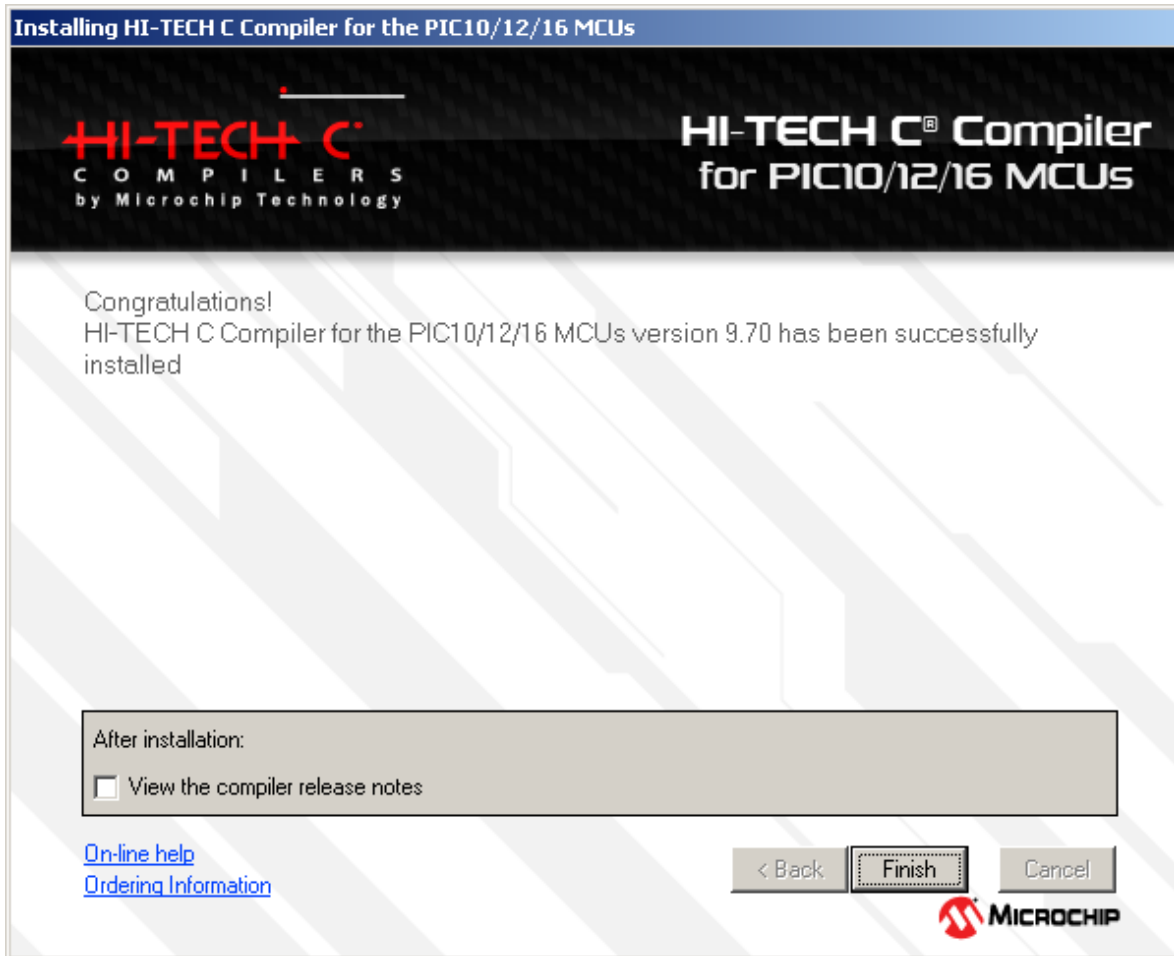 Installing HI-TECH C Compiler for the PIC10/12/16 MCUs
HI-TECH C
COMPILERS
by Microchip Technology
HI-TECH C® Compiler
for PIC10/12/16 MCUs
Congratulations!
HI-TECH C Compiler for the PIC10/12/16 MCUs version 9.70 has been successfully
installed
After installation:
View the compiler release notes
On-line help
Ordering Information
< Back
Finish
Cancel
MICROCHIP